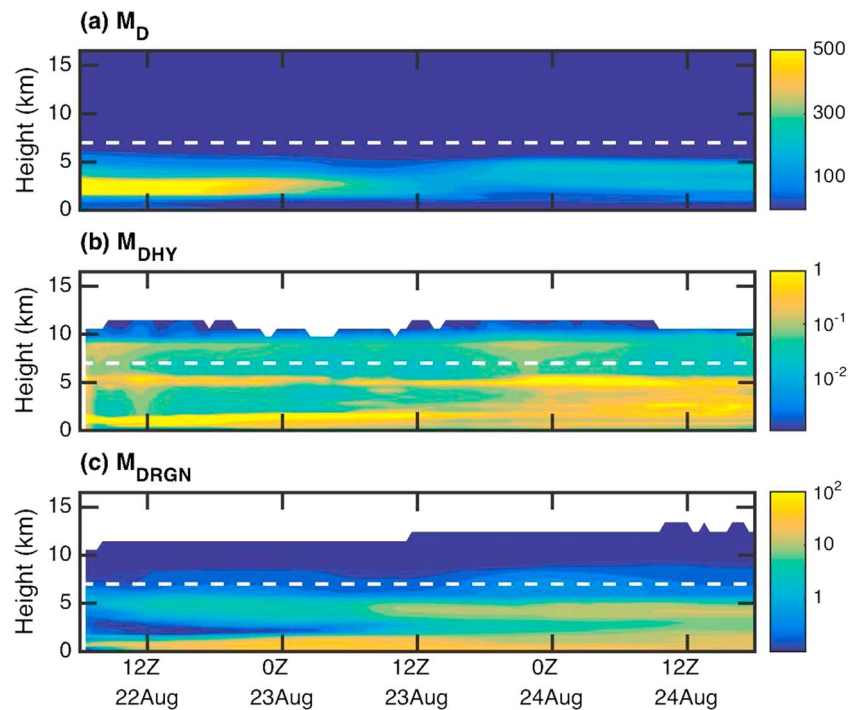 (a) M_D
Height (km)
15
10
5
0
500
300
100
(b) M_DHY
Height (km)
15
10
5
0
1
10^-1
10^-2
(c) M_DRGN
Height (km)
15
10
5
0
10^2
10
1
12Z 0Z 12Z 0Z 12Z
22Aug 23Aug 23Aug 24Aug 24Aug